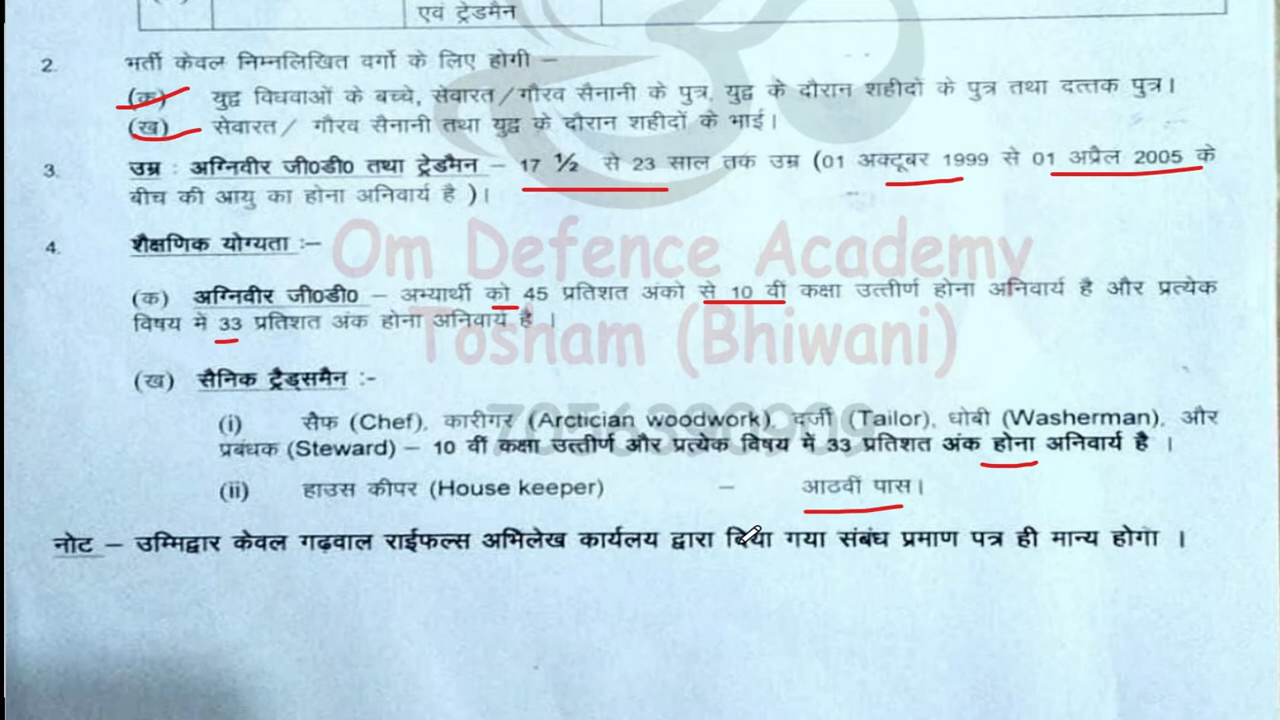 एवं ट्रेडमैन
2. भर्ती केवल निम्नलिखित वर्गो के लिए होगी –
(क) युद्व विधवाओं के बच्चे, सेवारत/गौरव सैनानी के पुत्र, युद्व के दौरान शहीदों के पुत्र तथा दत्तक पुत्र।
(ख) सेवारत/ गौरव सैनानी तथा युद्व के दौरान शहीदों के भाई।
3. उम्र : अग्निवीर जी0डी0 तथा ट्रेडमैन – 17 ½ से 23 साल तक उम्र (01 अक्टूबर 1999 से 01 अप्रैल 2005 के
बीच की आयु का होना अनिवार्य है )।
4. शैक्षणिक योग्यता :–
Om Defence Academy
(क) अग्निवीर जी0डी0 – अभ्यार्थी को 45 प्रतिशत अंको से 10 वी कक्षा उत्तीर्ण होना अनिवार्य है और प्रत्येक
विषय में 33 प्रतिशत अंक होना अनिवार्य है ।
Tosham (Bhiwani)
(ख) सैनिक ट्रैड्समैन :-
(i) सैफ (Chef), कारीगर (Arctician woodwork) दर्जी (Tailor), धोबी (Washerman), और
प्रबंधक (Steward) – 10 वीं कक्षा उत्तीर्ण और प्रत्येक विषय में 33 प्रतिशत अंक होना अनिवार्य है ।
(ii) हाउस कीपर (House keeper) – आठवीं पास।
नोट – उम्मिद्वार केवल गढ़वाल राईफल्स अभिलेख कार्यलय द्वारा दिया गया संबंध प्रमाण पत्र ही मान्य होगा ।